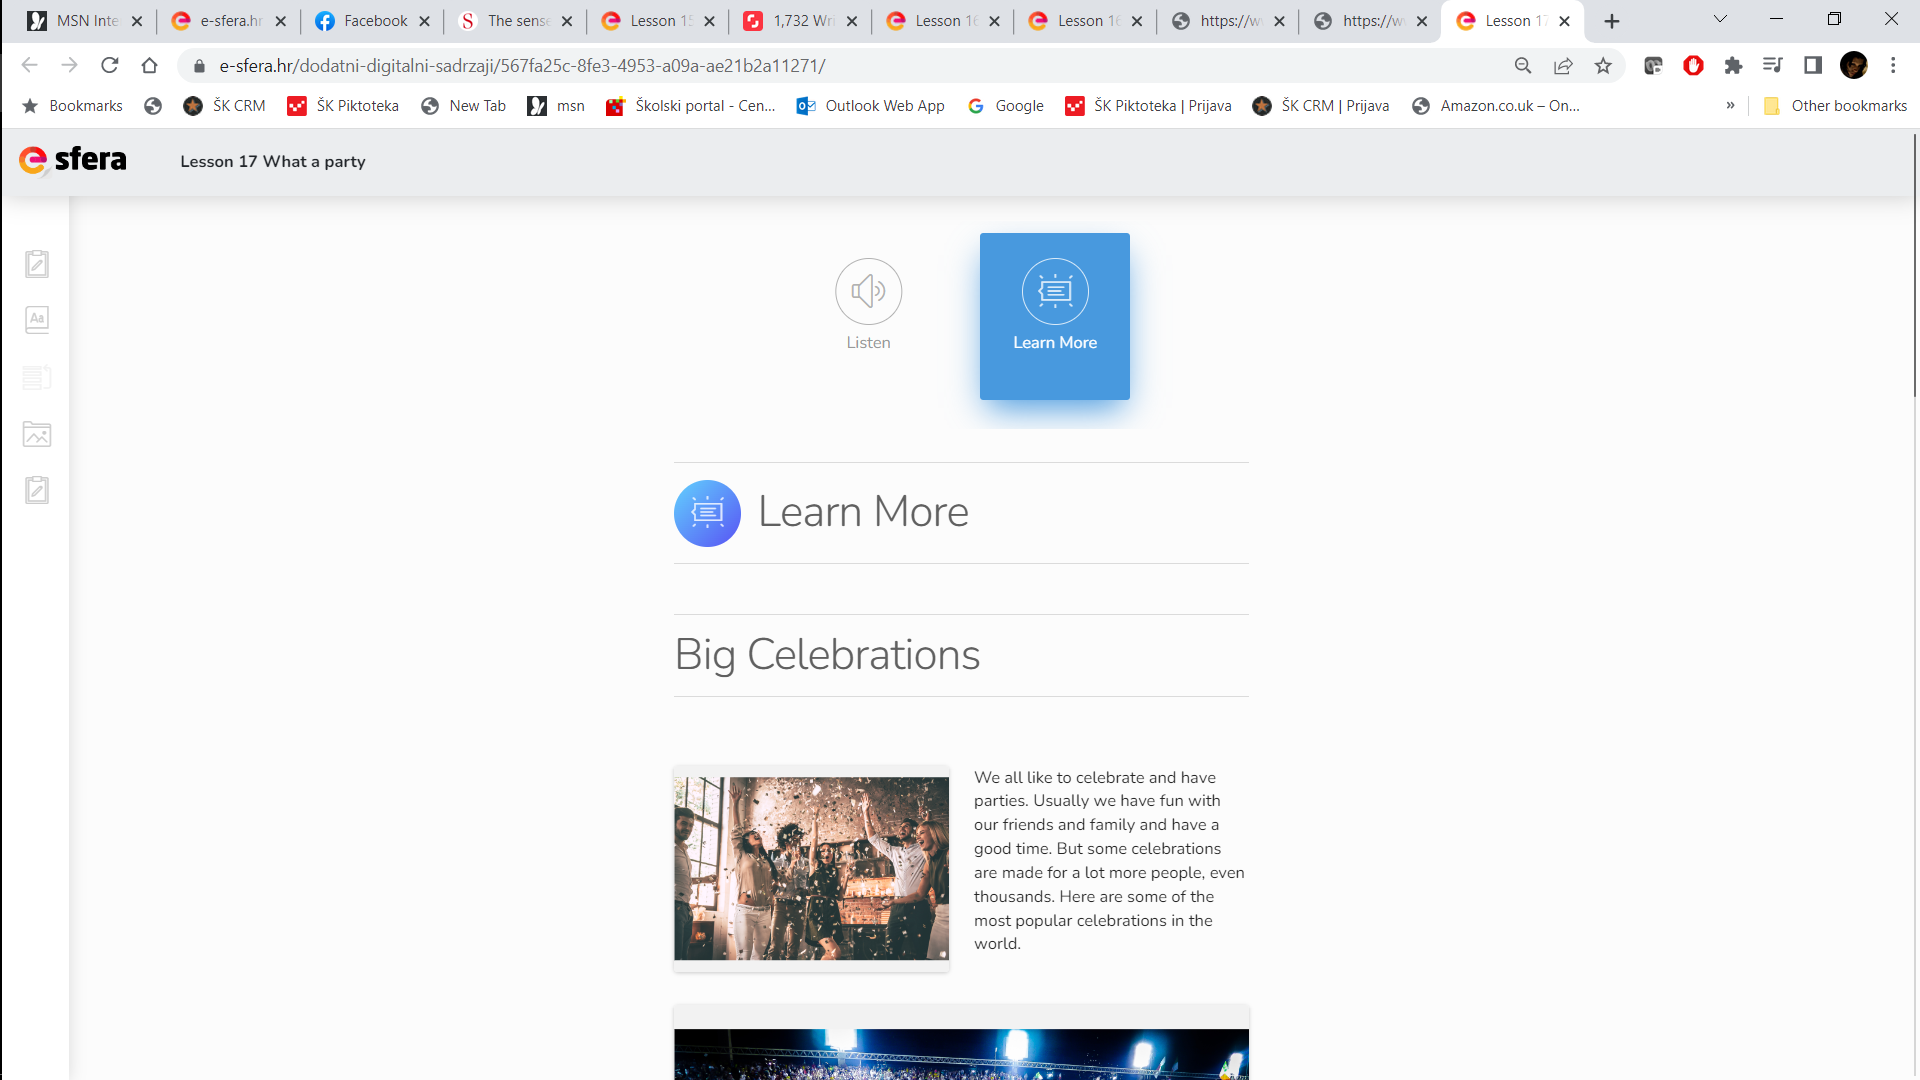 MSN Inte
e-sfera.hr
Facebook
The sense
Lesson 15
1,732 Wri
Lesson 16
Lesson 16
https://w
https://w
Lesson 17
e-sfera.hr/dodatni-digitalni-sadrzaji/567fa25c-8fe3-4953-a09a-ae21b2a11271/
Bookmarks
ŠK CRM
ŠK Piktoteka
New Tab
msn
Školski portal - Cen...
Outlook Web App
Google
ŠK Piktoteka | Prijava
ŠK CRM | Prijava
Amazon.co.uk – On...
»
Other bookmarks
e sfera
Lesson 17 What a party
Aa
Listen
Learn More
Learn More
Big Celebrations
We all like to celebrate and have
parties. Usually we have fun with
our friends and family and have a
good time. But some celebrations
are made for a lot more people, even
thousands. Here are some of the
most popular celebrations in the
world.